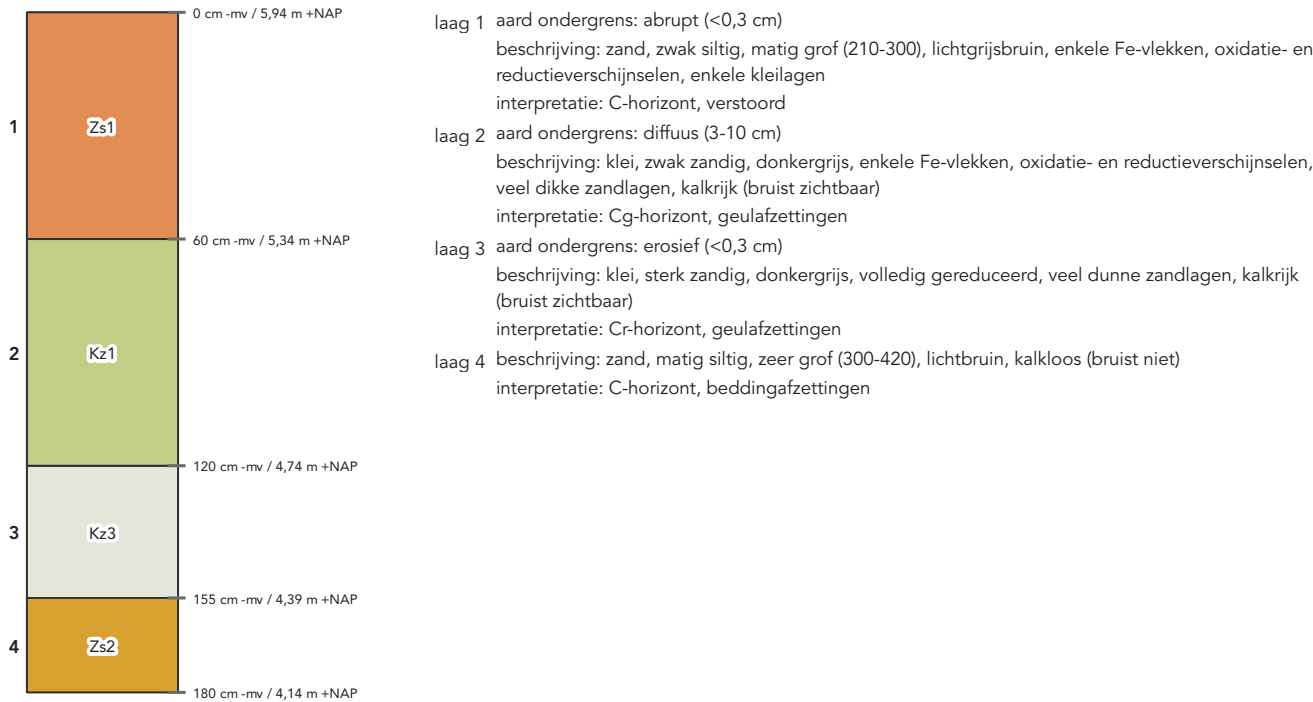 0 cm -mv / 5,94 m +NAP
1
Zs1
60 cm -mv / 5,34 m +NAP
2
Kz1
120 cm -mv / 4,74 m +NAP
3
Kz3
155 cm -mv / 4,39 m +NAP
4
Zs2
180 cm -mv / 4,14 m +NAP
laag 1 aard ondergrens: abrupt (<0,3 cm)
beschrijving: zand, zwak siltig, matig grof (210-300), lichtgrijsbruin, enkele Fe-vlekken, oxidatie- en
reductieverschijnselen, enkele kleilagen
interpretatie: C-horizont, verstoord
laag 2 aard ondergrens: diffuus (3-10 cm)
beschrijving: klei, zwak zandig, donkergrijs, enkele Fe-vlekken, oxidatie- en reductieverschijnselen,
veel dikke zandlagen, kalkrijk (bruist zichtbaar)
interpretatie: Cg-horizont, geulafzettingen
laag 3 aard ondergrens: erosief (<0,3 cm)
beschrijving: klei, sterk zandig, donkergrijs, volledig gereduceerd, veel dunne zandlagen, kalkrijk
(bruist zichtbaar)
interpretatie: Cr-horizont, geulafzettingen
laag 4 beschrijving: zand, matig siltig, zeer grof (300-420), lichtbruin, kalkloos (bruist niet)
interpretatie: C-horizont, beddingafzettingen